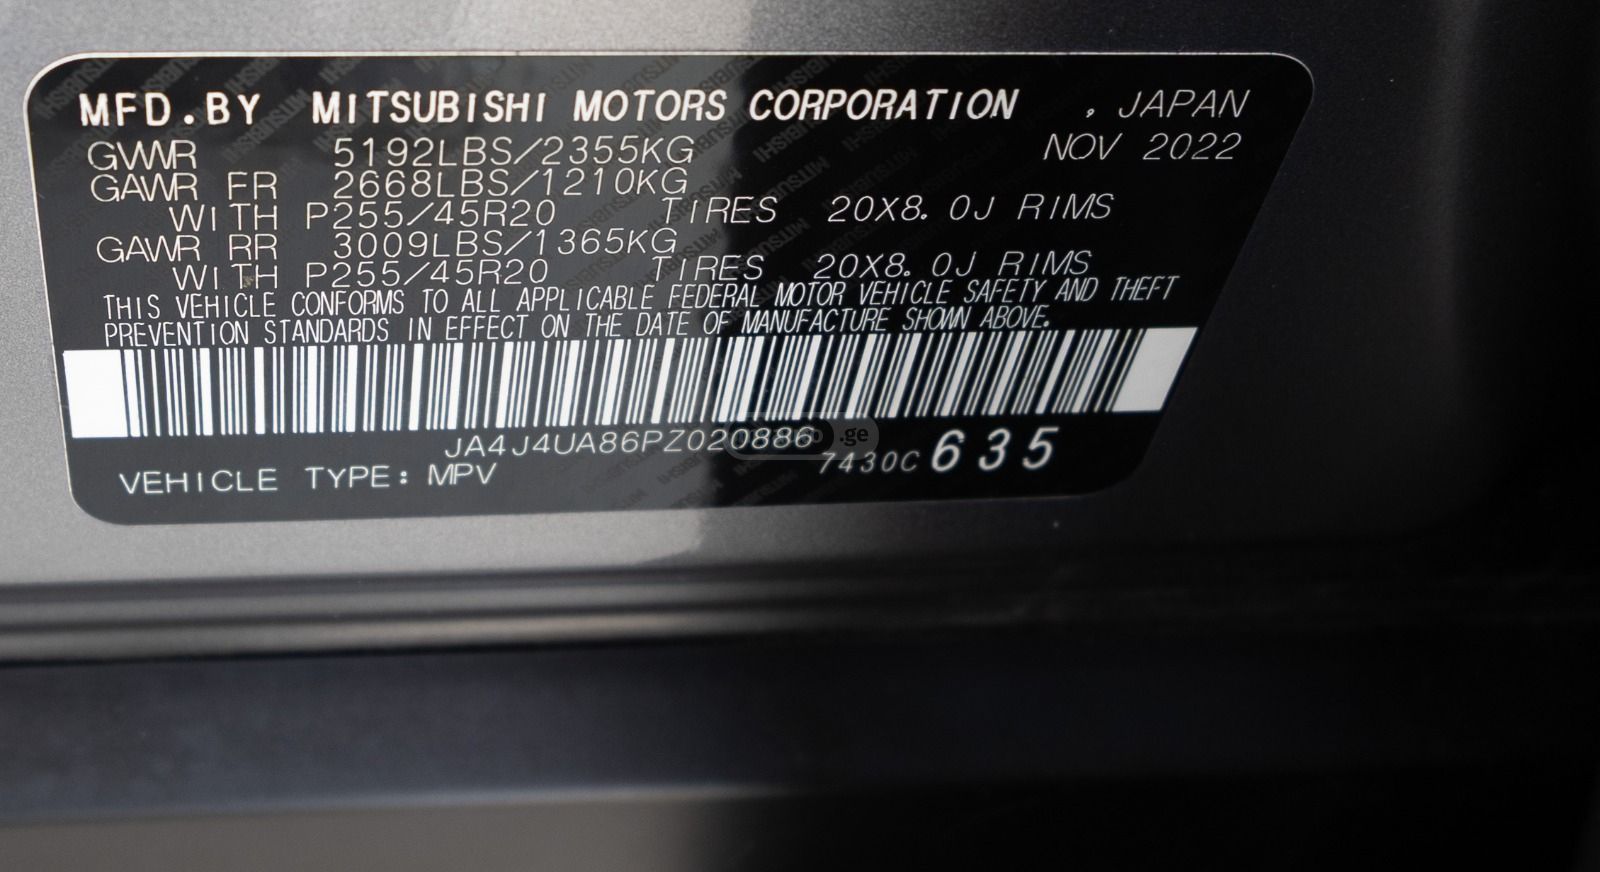 MFD.BY MITSUBISHI MOTORS CORPORATION , JAPAN
GVWR 5192LBS/2355KG NOV 2022
GAWR FR 2668LBS/1210KG
WITH P255/45R20 TIRES 20X8.0J RIMS
GAWR RR 3009LBS/1365KG
WITH P255/45R20 TIRES 20X8.0J RIMS
THIS VEHICLE CONFORMS TO ALL APPLICABLE FEDERAL MOTOR VEHICLE SAFETY AND THEFT
PREVENTION STANDARDS IN EFFECT ON THE DATE OF MANUFACTURE SHOWN ABOVE.
JA4J4UA86PZ020886
.ge
7430C 635
VEHICLE TYPE: MPV